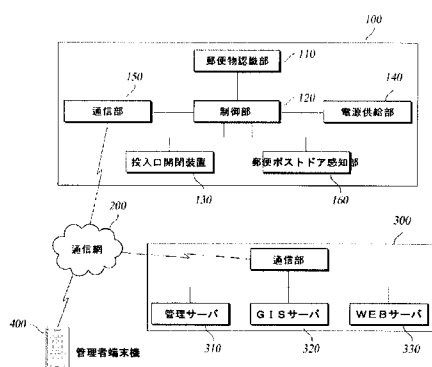 100
110
郵便物認識部
150
120
140
通信部
制御部
電源供給部
投入口開閉装置
郵便ポストドア感知部
130
160
200
通信網
300
通信部
400
管理サーバ
GISサーバ
WEBサーバ
310
320
330
管理者端末機